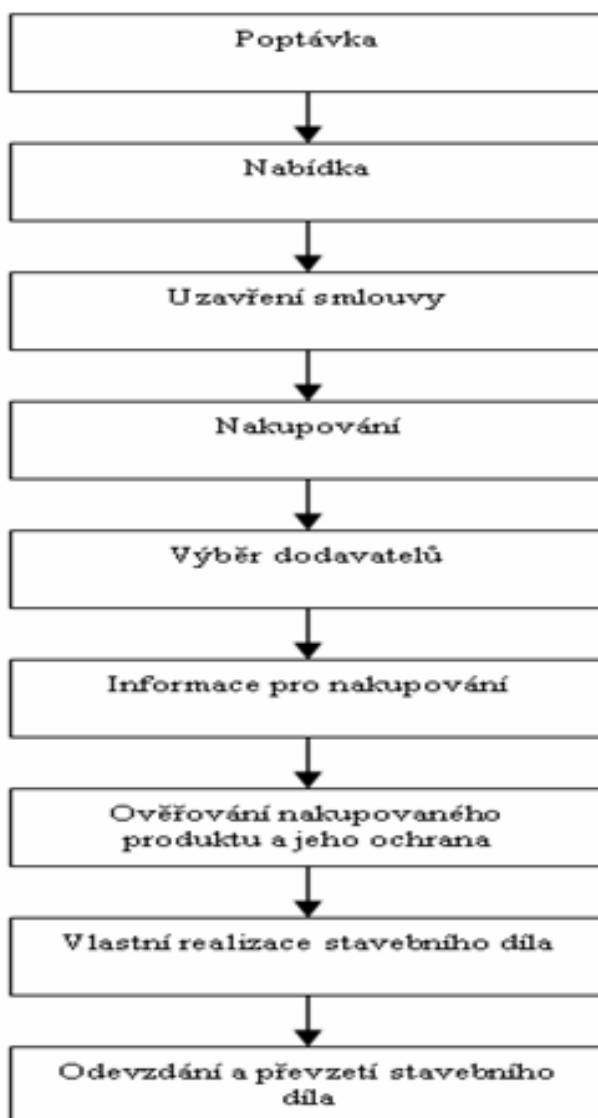 Poptávka
Nabídka
Uzavření smlouvy
Nakupování
Výběr dodavatelů
Informace pro nakupování
Ověřování nakupovaného
produktu a jeho ochrana
Vlastní realizace stavebního díla
Odevzdání a převzetí stavebního
díla